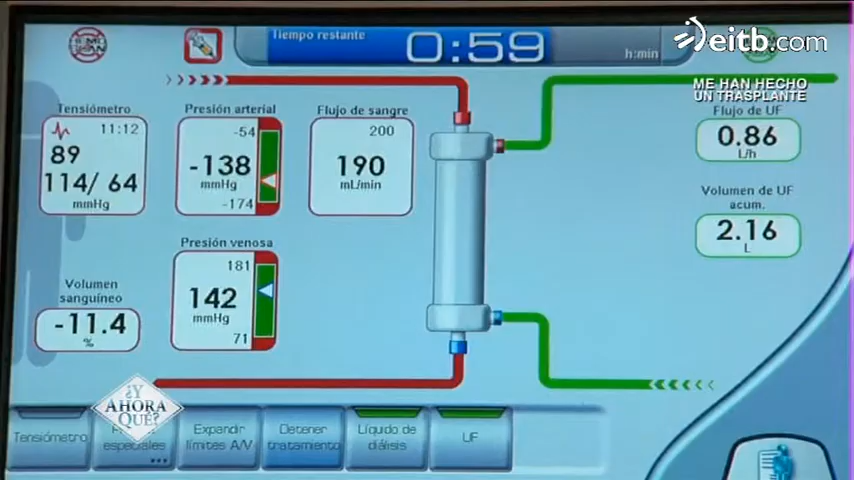 Tiempo restante
0:59
h:min
eitb.com
ME HAN HECHO
UN TRASPLANTE
Tensiómetro
11:12
89
114/ 64
mmHg
Presión arterial
-54
-138
mmHg
-174
Flujo de sangre
200
190
mL/min
Flujo de UF
0.86
L/h
Volumen de UF
acum.
2.16
L
Presión venosa
181
142
mmHg
71
Volumen
sanguíneo
-11.4
%
¿Y
AHORA
QUÉ?
Tensiómetro
especiales
Expandir
límites A/V
Detener
tratamiento
Líquido de
diálisis
UF